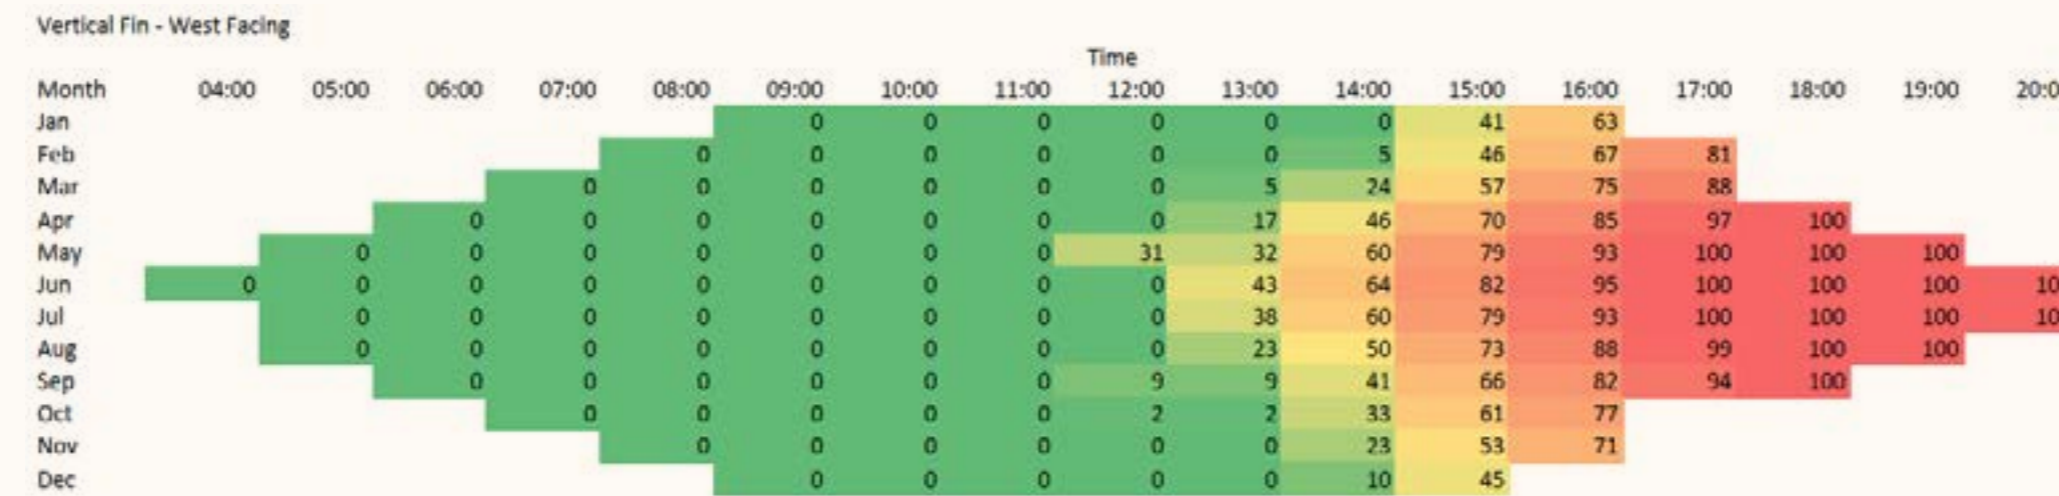 Vertical Fin - West Facing
Time
Month 04:00 05:00 06:00 07:00 08:00 09:00 10:00 11:00 12:00 13:00 14:00 15:00 16:00 17:00 18:00 19:00 20:0
Jan 0 0 0 0 0 0 41 63
Feb 0 0 0 0 0 0 5 46 67 81
Mar 0 0 0 0 0 0 5 24 57 75 88
Apr 0 0 0 0 0 0 0 17 46 70 85 97 100
May 0 0 0 0 0 0 0 31 32 60 79 93 100 100 100
Jun 0 0 0 0 0 0 0 0 0 43 64 82 95 100 100 100 10
Jul 0 0 0 0 0 0 0 0 38 60 79 93 100 100 100 10
Aug 0 0 0 0 0 0 0 0 23 50 73 88 99 100 100
Sep 0 0 0 0 0 0 9 9 41 66 82 94 100
Oct 0 0 0 0 0 2 2 33 61 77
Nov 0 0 0 0 0 0 23 53 71
Dec 0 0 0 0 0 10 45